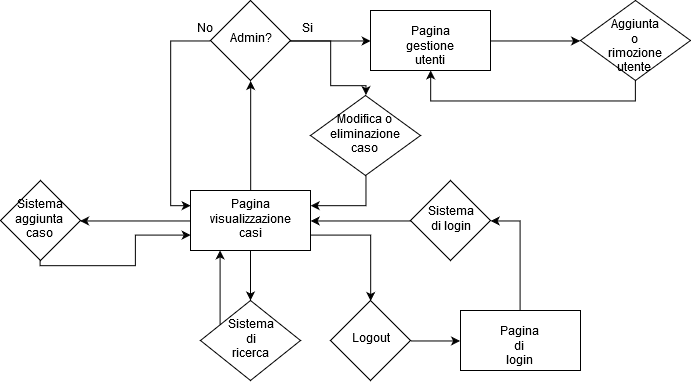 No
Admin?
Si
Pagina
gestione
utenti
Aggiunta
o
rimozione
utente
Modifica o
eliminazione
caso
Sistema
aggiunta
caso
Pagina
visualizzazione
casi
Sistema
di login
Sistema
di
ricerca
Logout
Pagina
di
login